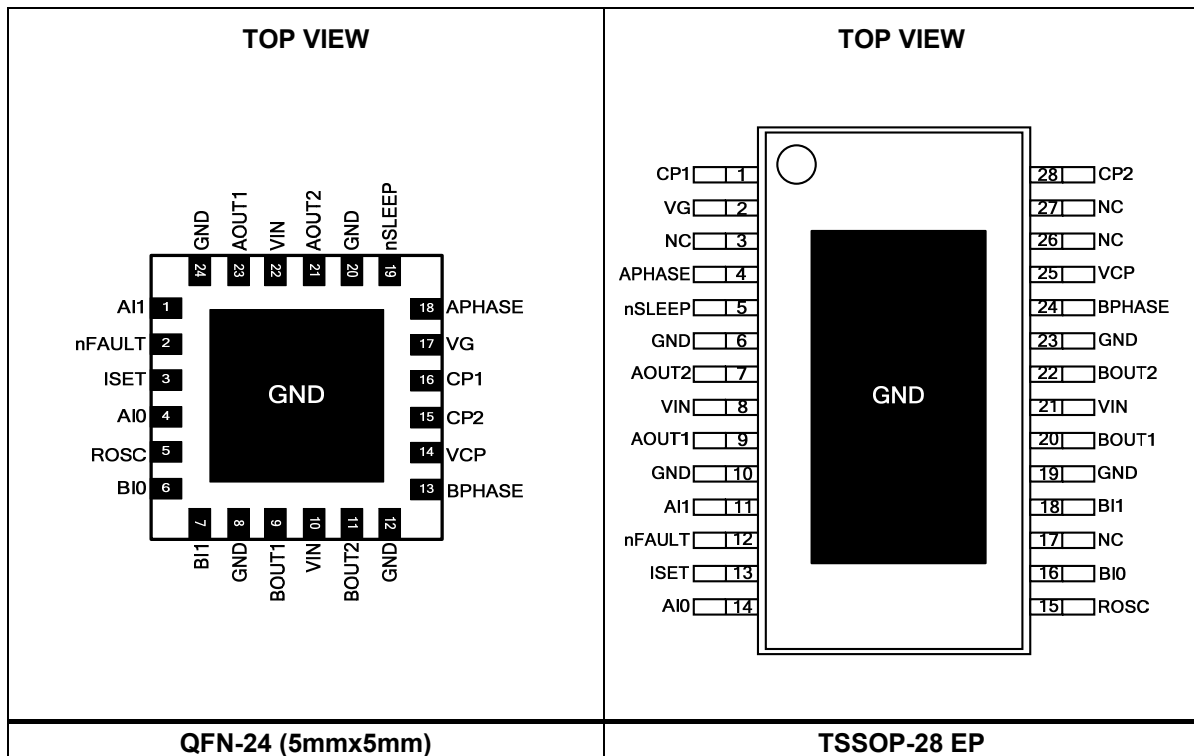 TOP VIEW
GND AOUT1 VIN AOUT2 GND nSLEEP
24 23 22 21 20 19
AI1 1
nFAULT 2
ISET 3
AI0 4
ROSC 5
BI0 6
GND
18 APHASE
17 VG
16 CP1
15 CP2
14 VCP
13 BPHASE
7 8 9 10 11 12
BI1 GND BOUT1 VIN BOUT2 GND
QFN-24 (5mmx5mm)
TOP VIEW
CP1 1
VG 2
NC 3
APHASE 4
nSLEEP 5
GND 6
AOUT2 7
VIN 8
AOUT1 9
GND 10
AI1 11
nFAULT 12
ISET 13
AI0 14
GND
28 CP2
27 NC
26 NC
25 VCP
24 BPHASE
23 GND
22 BOUT2
21 VIN
20 BOUT1
19 GND
18 BI1
17 NC
16 BI0
15 ROSC
TSSOP-28 EP